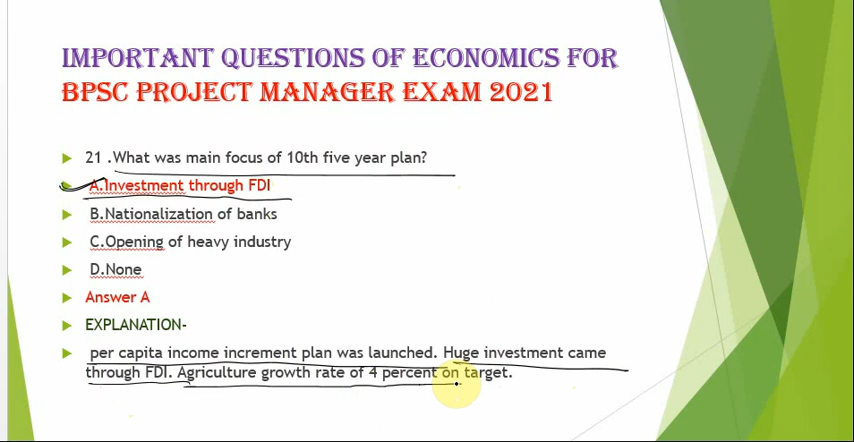 IMPORTANT QUESTIONS OF ECONOMICS FOR
BPSC PROJECT MANAGER EXAM 2021
21 .What was main focus of 10th five year plan?
A.Investment through FDI
B.Nationalization of banks
C.Opening of heavy industry
D.None
Answer A
EXPLANATION-
per capita income increment plan was launched. Huge investment came
through FDI. Agriculture growth rate of 4 percent on target.